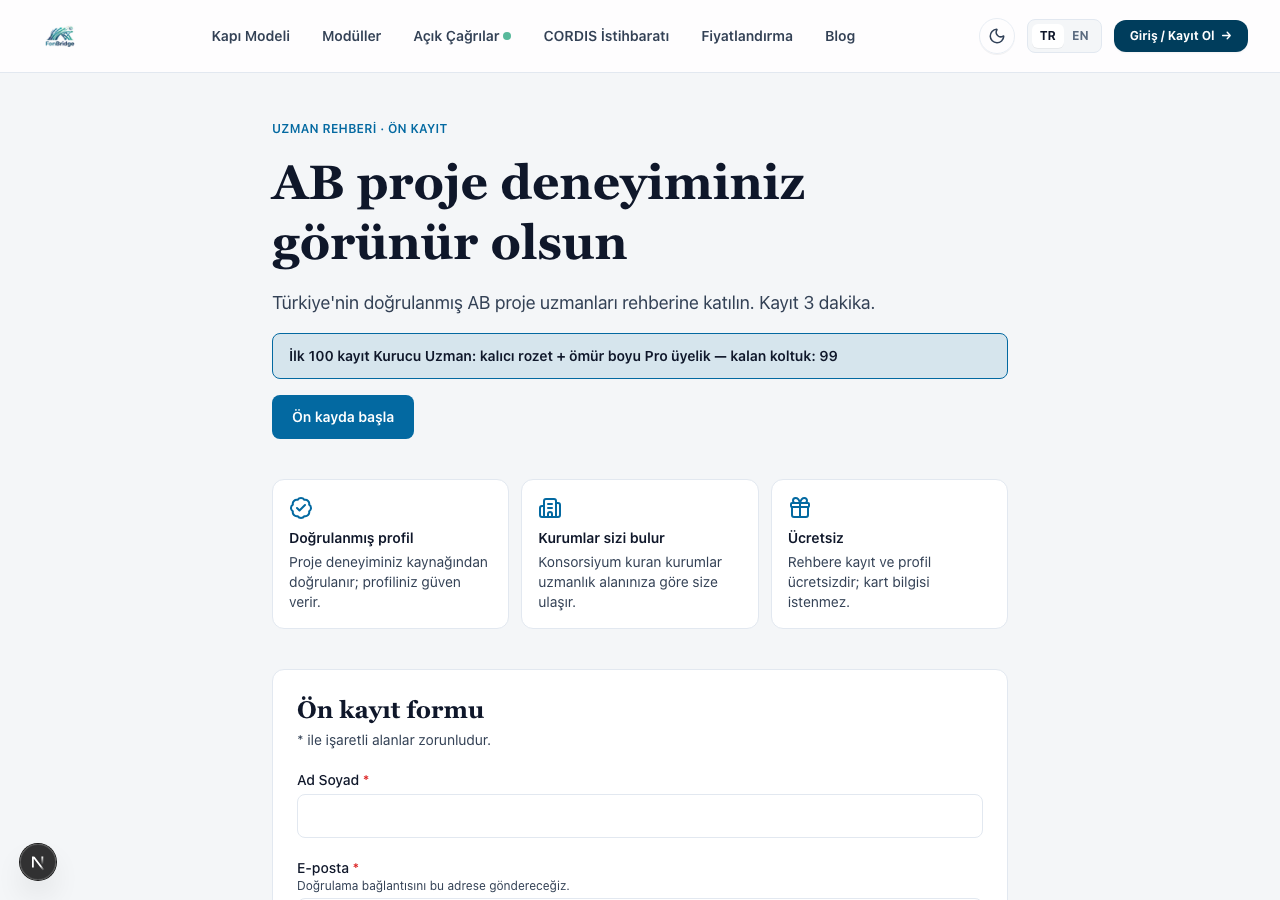 FonBridge
Kapı Modeli
Modüller
Açık Çağrılar
CORDIS İstihbaratı
Fiyatlandırma
Blog
TR
EN
Giriş / Kayıt Ol →
UZMAN REHBERİ · ÖN KAYIT
AB proje deneyiminiz
görünür olsun
Türkiye'nin doğrulanmış AB proje uzmanları rehberine katılın. Kayıt 3 dakika.
İlk 100 kayıt Kurucu Uzman: kalıcı rozet + ömür boyu Pro üyelik — kalan koltuk: 99
Ön kayda başla
Doğrulanmış profil
Proje deneyiminiz kaynağından
doğrulanır; profiliniz güven
verir.
Kurumlar sizi bulur
Konsorsiyum kuran kurumlar
uzmanlık alanınıza göre size
ulaşır.
Ücretsiz
Rehbere kayıt ve profil
ücretsizdir; kart bilgisi
istenmez.
Ön kayıt formu
* ile işaretli alanlar zorunludur.
Ad Soyad *
E-posta *
Doğrulama bağlantısını bu adrese göndereceğiz.
N